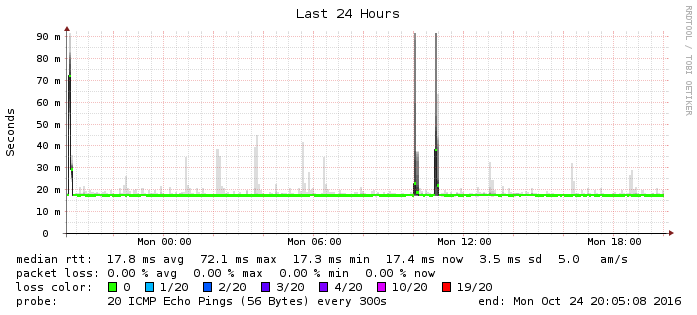 Last 24 Hours
RRDTOOL / TOBI OETIKER
Seconds
90 m
80 m
70 m
60 m
50 m
40 m
30 m
20 m
10 m
0
Mon 00:00 Mon 06:00 Mon 12:00 Mon 18:00
median rtt: 17.8 ms avg 72.1 ms max 17.3 ms min 17.4 ms now 3.5 ms sd 5.0 am/s
packet loss: 0.00 % avg 0.00 % max 0.00 % min 0.00 % now
loss color: 0 1/20 2/20 3/20 4/20 10/20 19/20
probe: 20 ICMP Echo Pings (56 Bytes) every 300s end: Mon Oct 24 20:05:08 2016